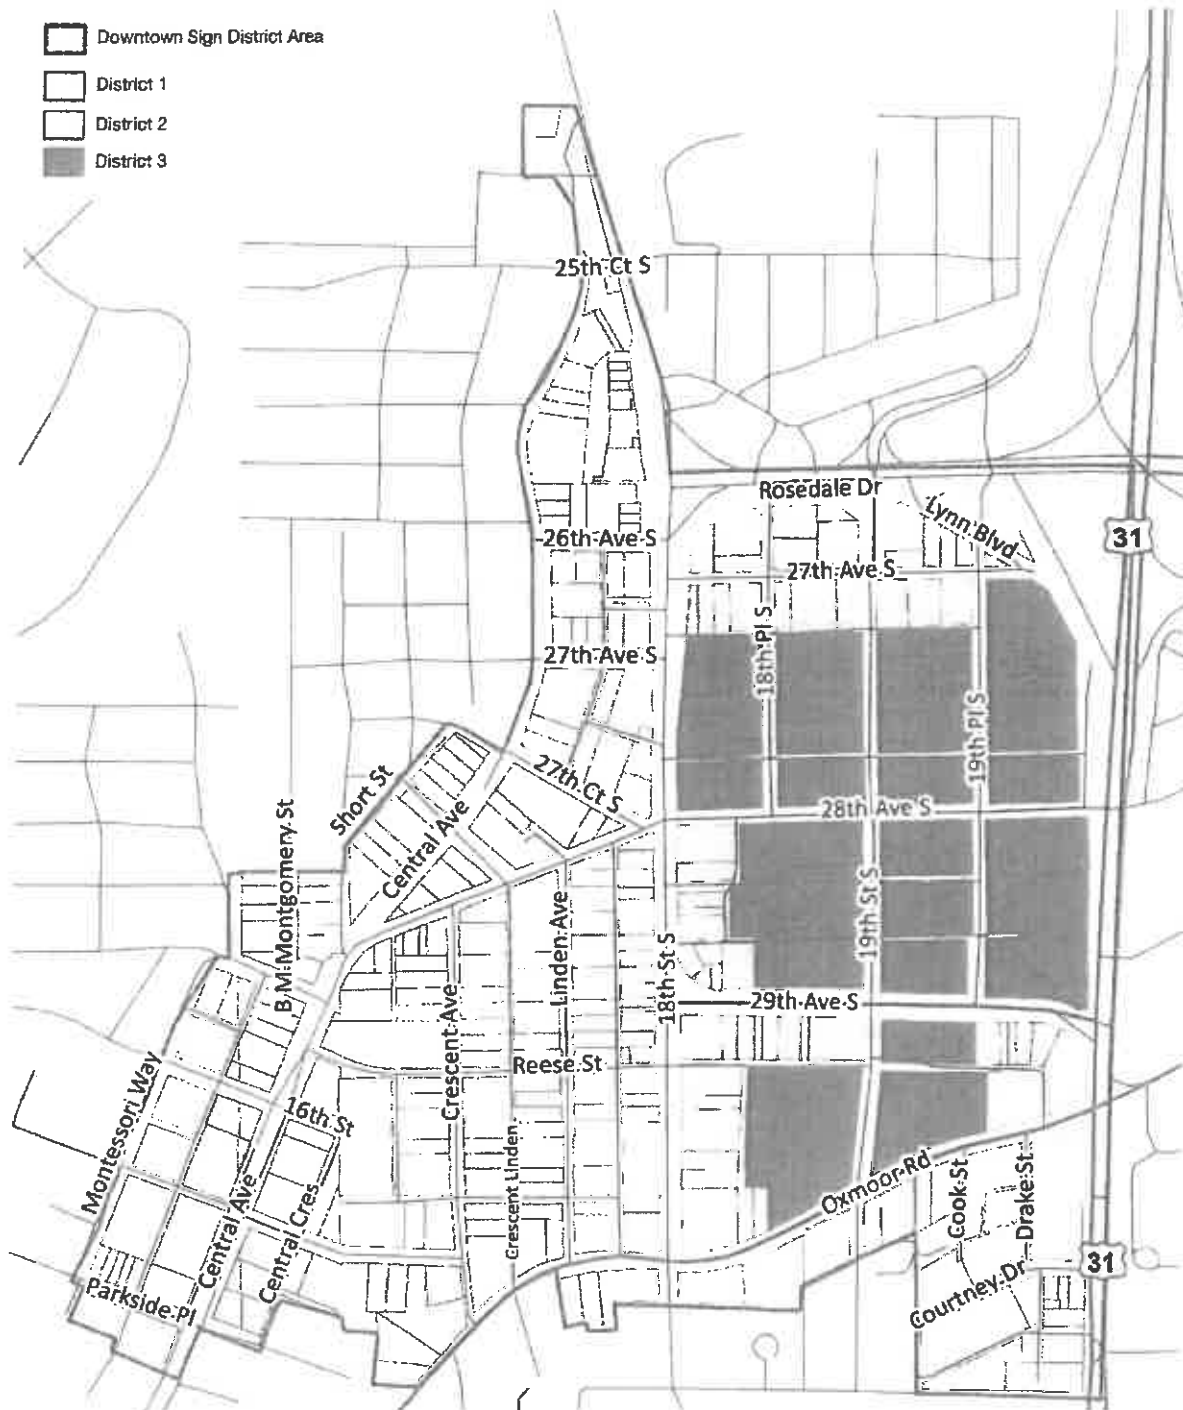 Downtown Sign District Area
District 1
District 2
District 3
25th Ct S
Rosedale Dr
Lynn Blvd
31
26th Ave S
27th Ave S
18th Pl S
27th Ave S
19th Pl S
27th Ct S
Short St
28th Ave S
Central Ave
B M Montgomery St
19th St S
Linden Ave
18th St S
29th Ave S
Crescent Ave
Reese St
Montessori Way
16th St
Crescent Linden
Oxmoor Rd
Cook St
Drake St
Central Ave
Central Cres
31
Courtney Dr
Parkside Pl